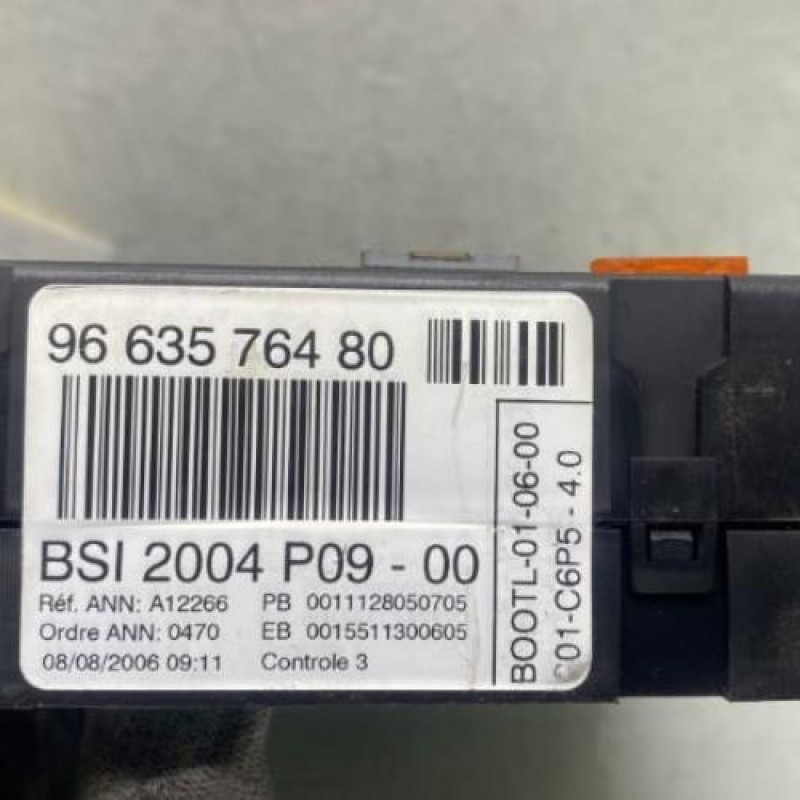 96 635 764 80
BSI 2004 P09 - 00
Réf. ANN: A12266 PB 0011128050705
Ordre ANN: 0470 EB 0015511300605
08/08/2006 09:11 Controle 3
BOOTL-01-06-00
C01-C6P5 - 4.0